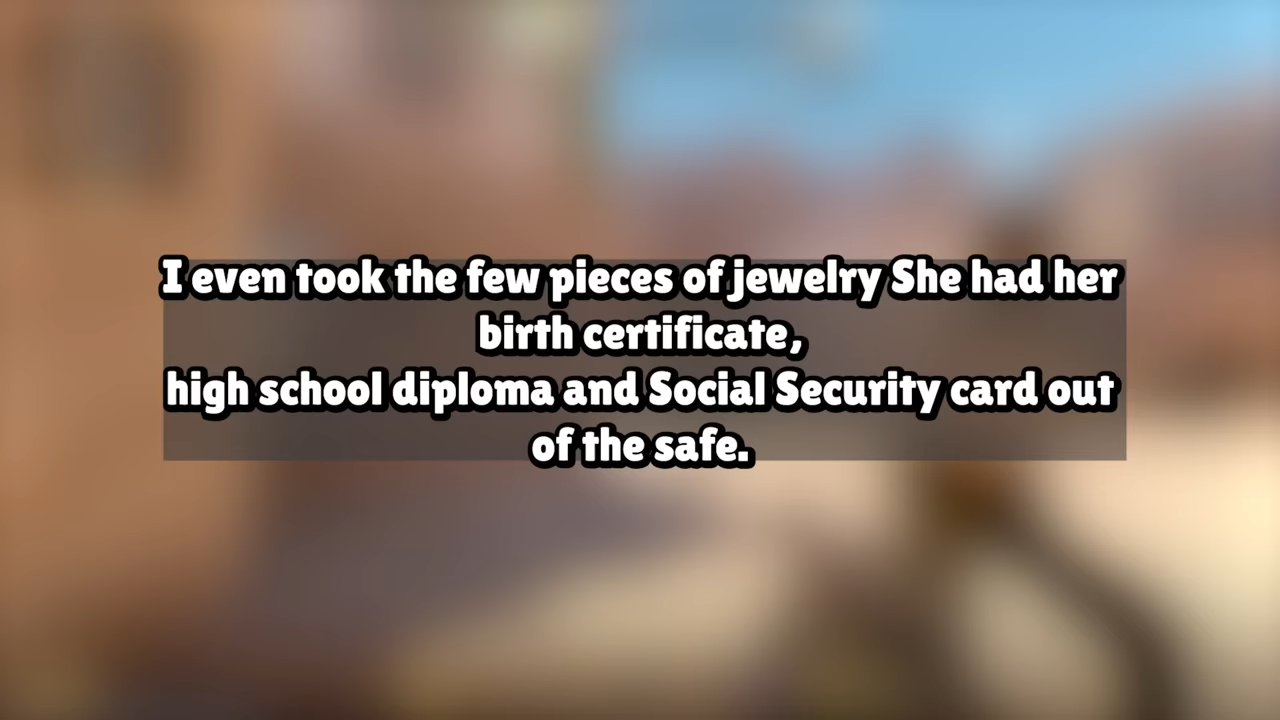 I even took the few pieces of jewelry She had her
birth certificate,
high school diploma and Social Security card out
of the safe.